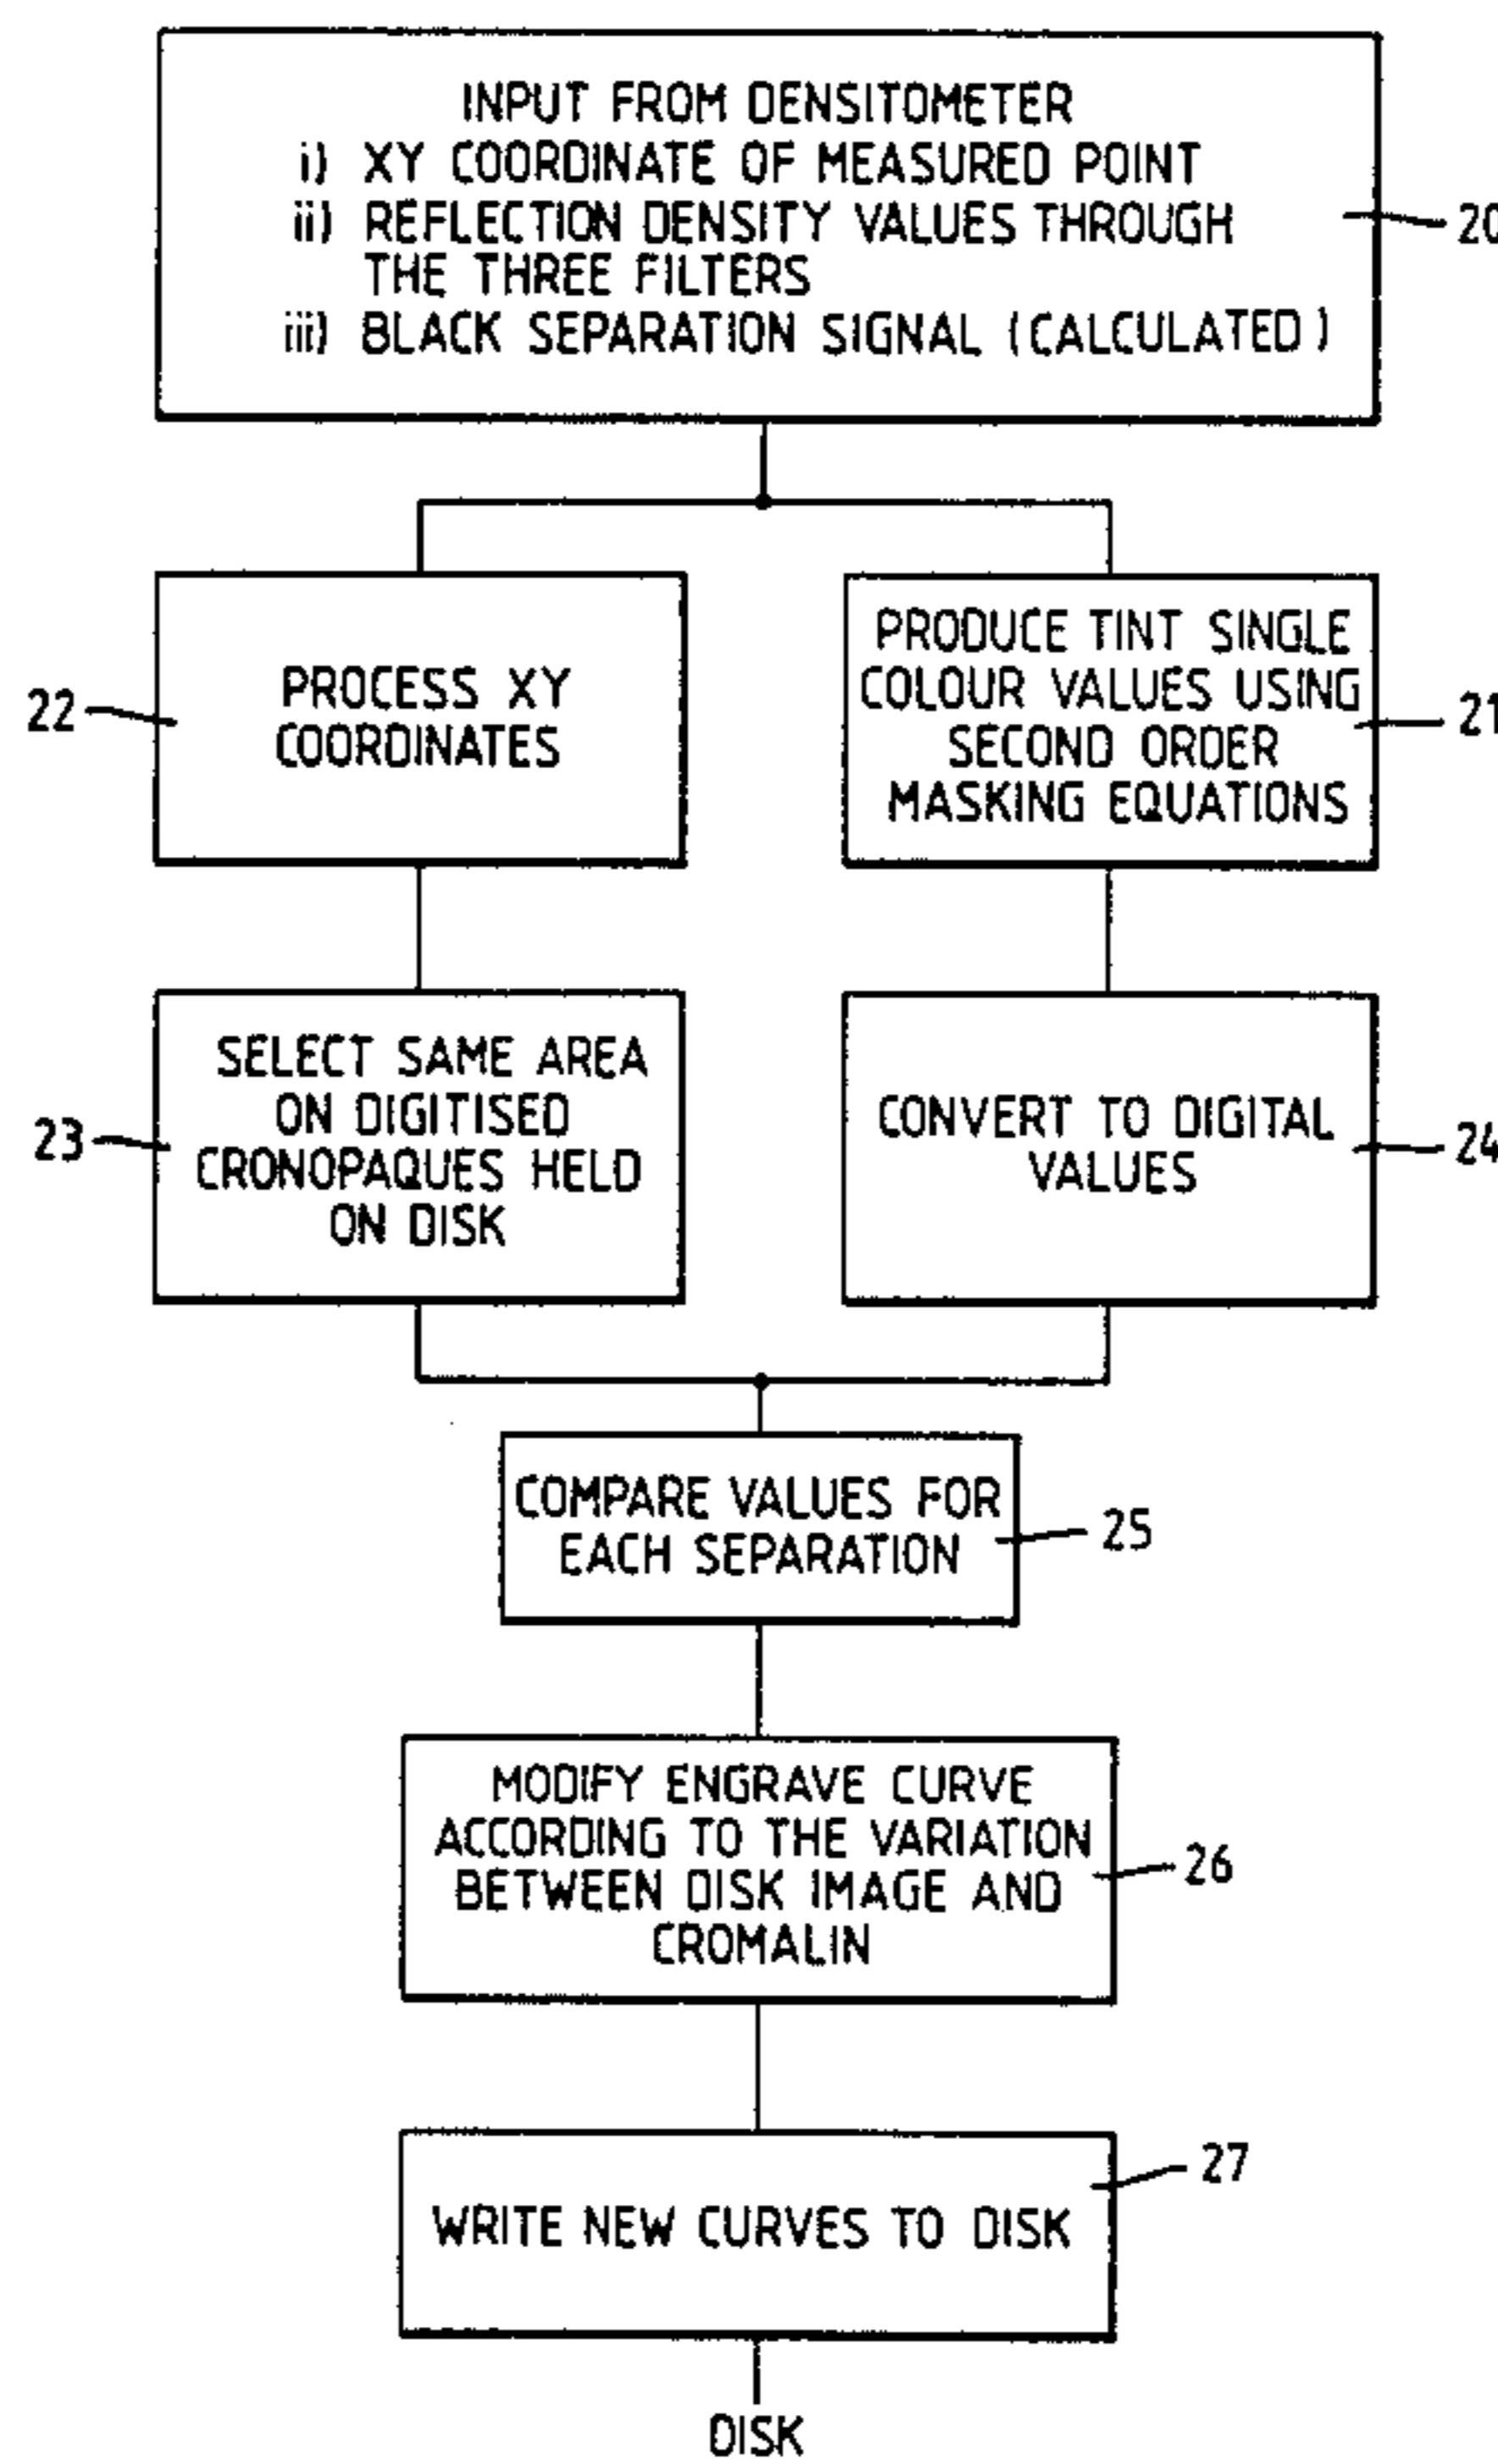 INPUT FROM DENSITOMETER
i) XY COORDINATE OF MEASURED POINT
ii) REFLECTION DENSITY VALUES THROUGH
THE THREE FILTERS
iii) BLACK SEPARATION SIGNAL (CALCULATED)
20
PROCESS XY
COORDINATES
22
PRODUCE TINT SINGLE
COLOUR VALUES USING
SECOND ORDER
MASKING EQUATIONS
21
SELECT SAME AREA
ON DIGITISED
CRONOPAQUES HELD
ON DISK
23
CONVERT TO DIGITAL
VALUES
24
COMPARE VALUES FOR
EACH SEPARATION
25
MODIFY ENGRAVE CURVE
ACCORDING TO THE VARIATION
BETWEEN DISK IMAGE AND
CROMALIN
26
WRITE NEW CURVES TO DISK
27
DISK